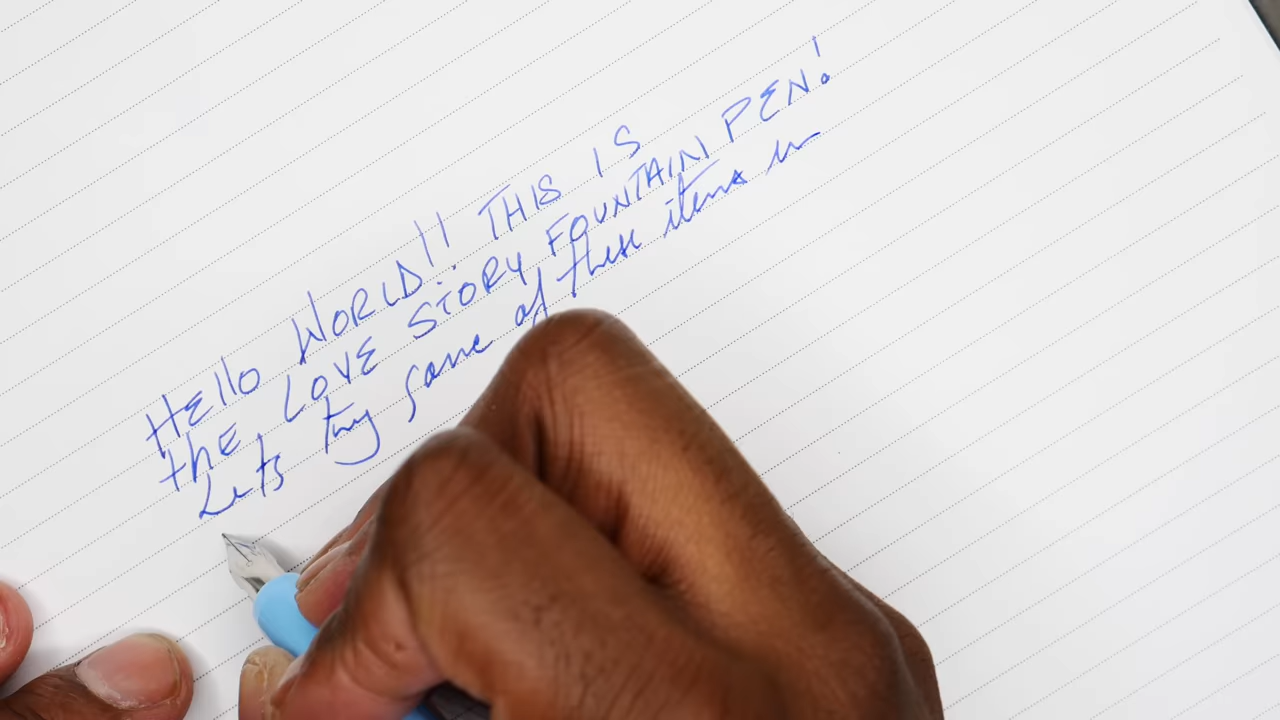 HEllo WORLD!! THIS IS
thE LOVE STORY FOUNTAIN PEN!
Lets try some of these items in